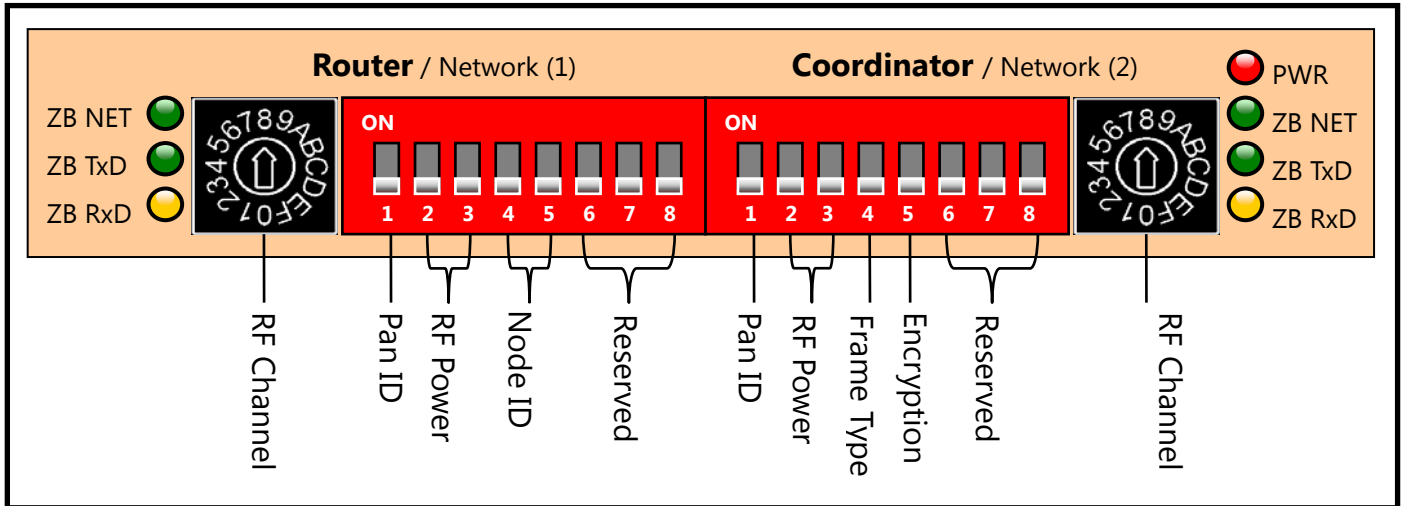 Router / Network (1)
Coordinator / Network (2)
PWR
ZB NET
ZB TxD
ZB RxD
ZB NET
ZB TxD
ZB RxD
0123456789ABCDEF
ON
1 2 3 4 5 6 7 8
ON
1 2 3 4 5 6 7 8
0123456789ABCDEF
RF Channel
Pan ID
RF Power
Node ID
Reserved
Pan ID
RF Power
Frame Type
Encryption
Reserved
RF Channel